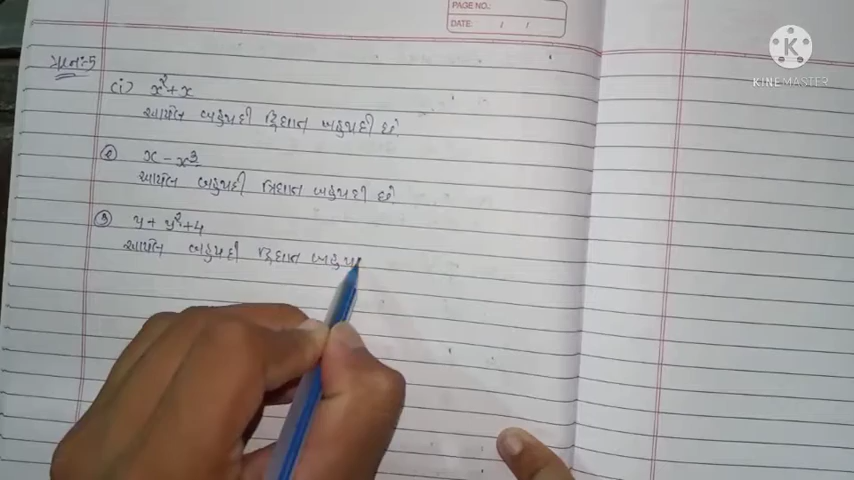 PAGE NO.:
DATE: / /
KINEMASTER
પ્રશ્ન:-5
(i) x²+x
આપેલ બહુપદી દ્વિઘાત બહુપદી છે.
② x - x³
આપેલ બહુપદી ત્રિઘાત બહુપદી છે.
③ y + y²+4
આપેલ બહુપદી દ્વિઘાત બહુપ